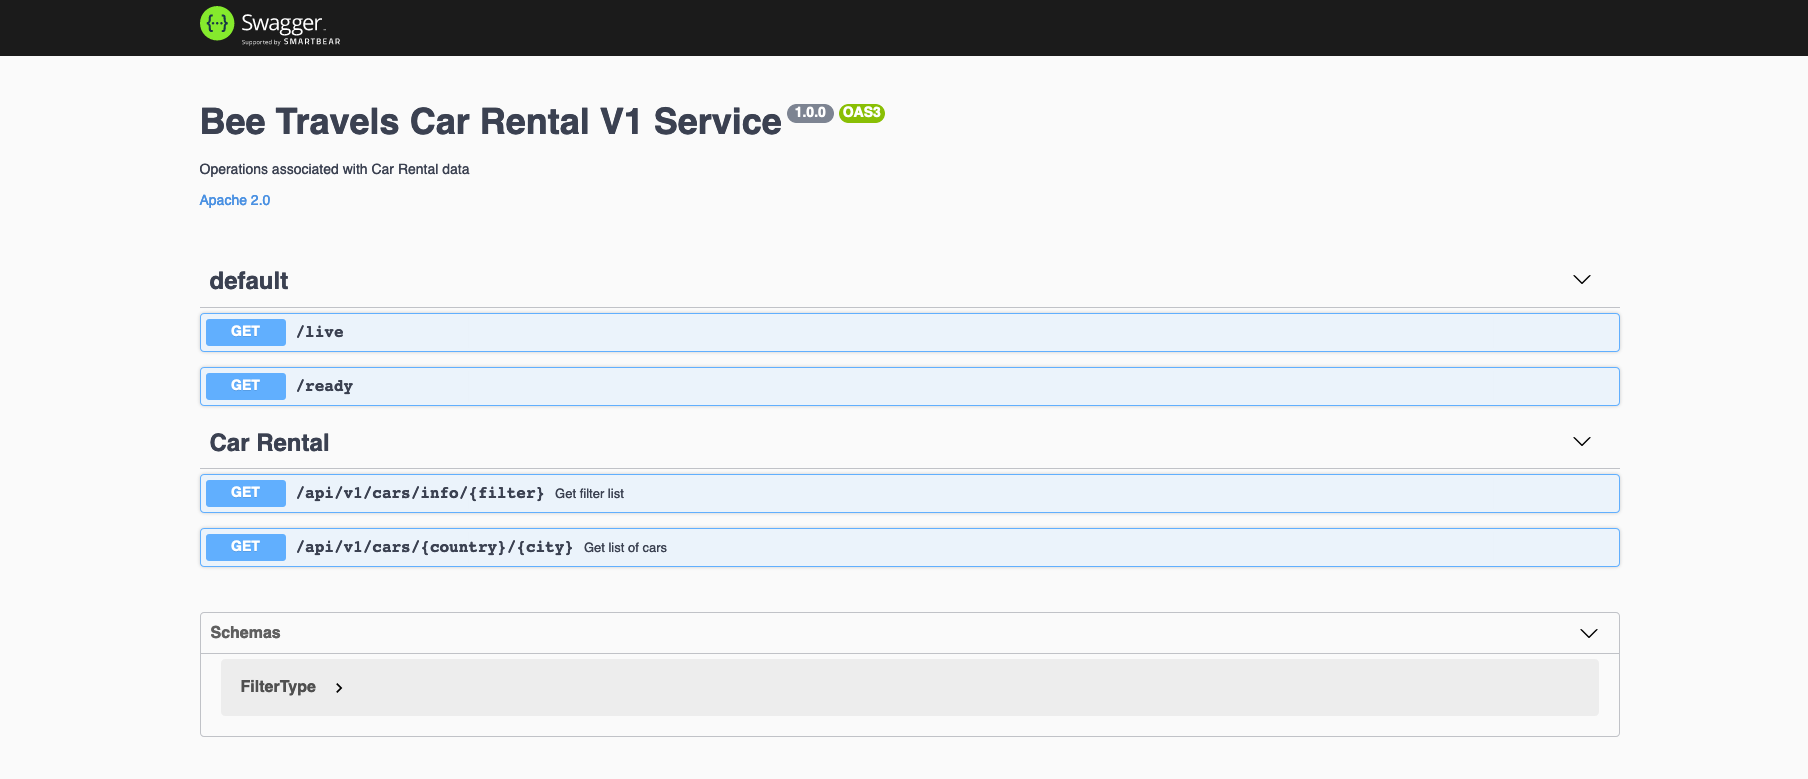 {···} Swagger™
Supported by SMARTBEAR
Bee Travels Car Rental V1 Service 1.0.0 OAS3
Operations associated with Car Rental data
Apache 2.0
default
GET /live
GET /ready
Car Rental
GET /api/v1/cars/info/{filter} Get filter list
GET /api/v1/cars/{country}/{city} Get list of cars
Schemas
FilterType